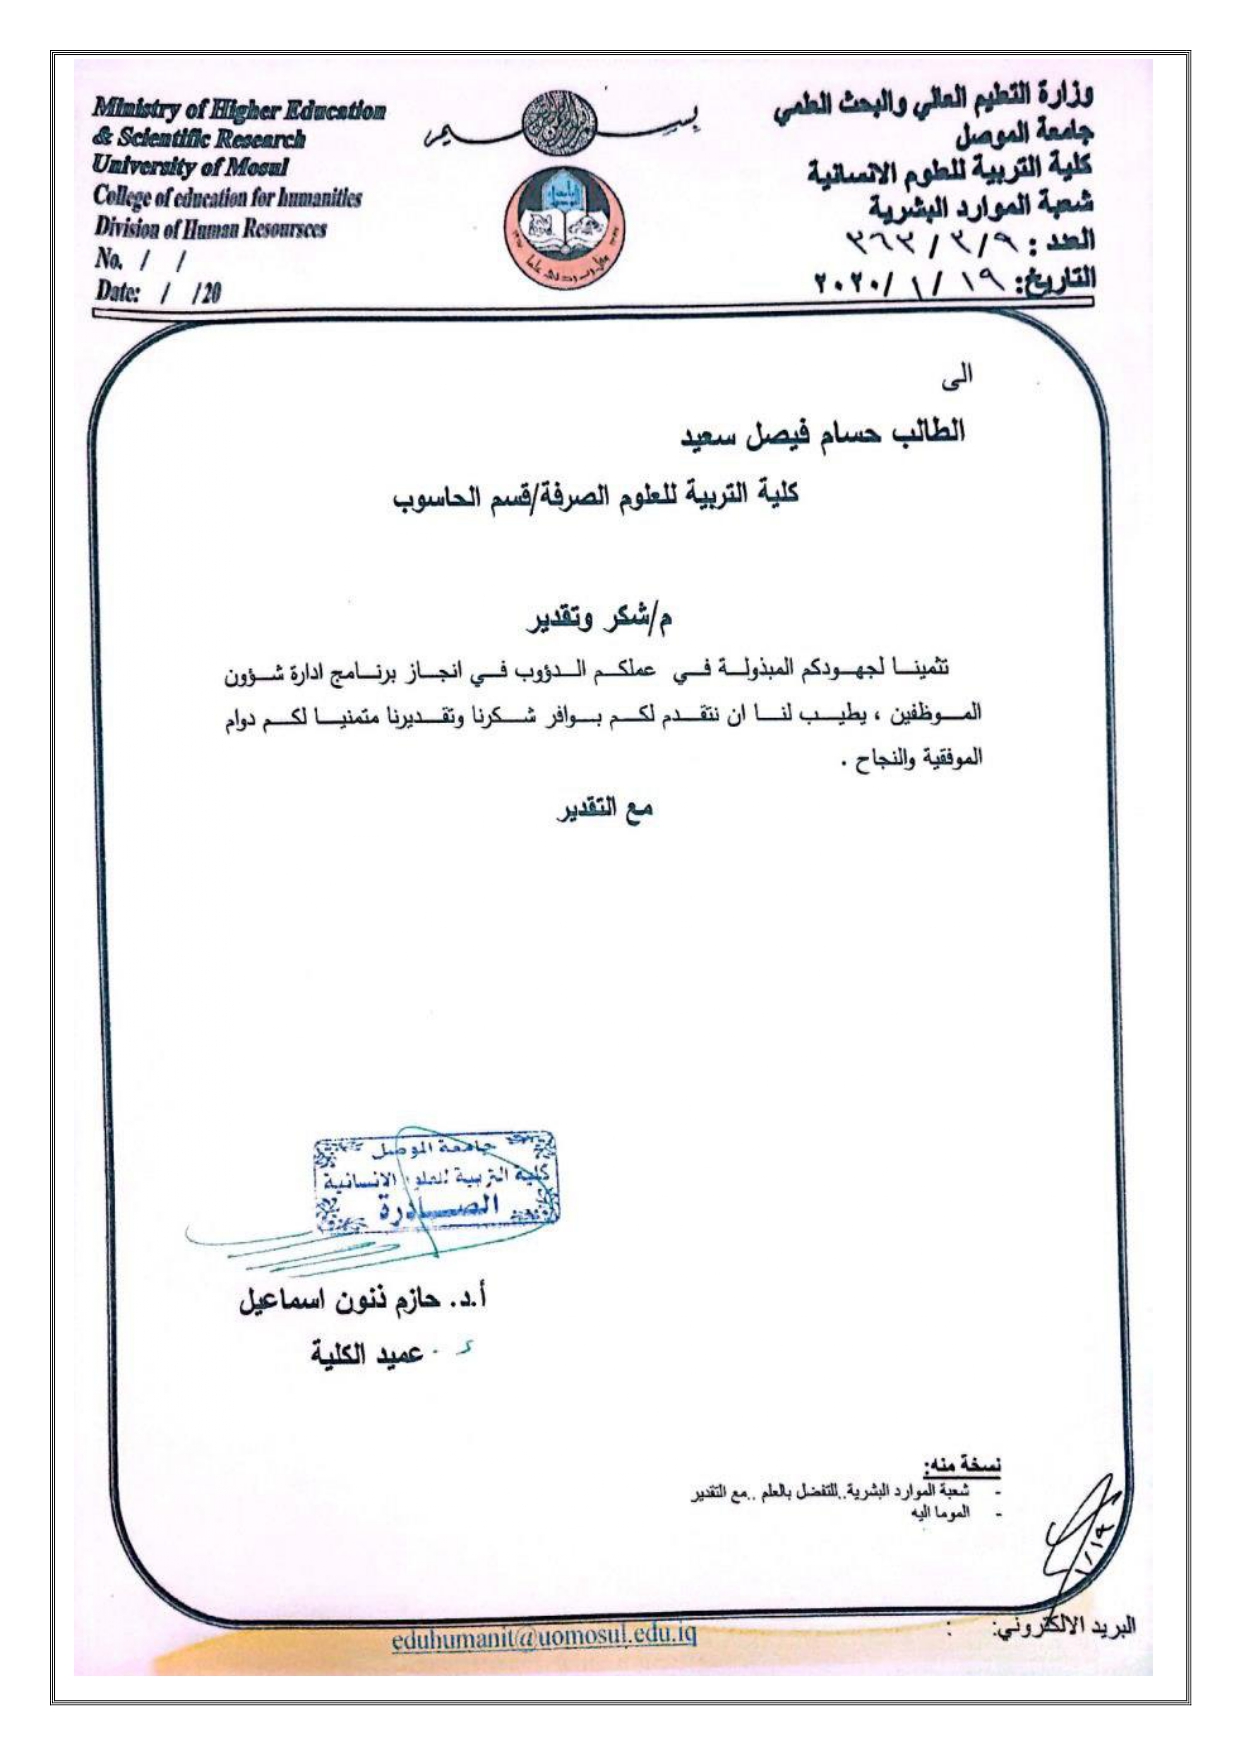 Ministry of Higher Education
& Scientific Research
University of Mosul
College of education for humanities
Division of Human Resoursces
No. / /
Date: / /20
بسم
وزارة التعليم العالي والبحث العلمي
جامعة الموصل
كلية التربية للعلوم الانسانية
شعبة الموارد البشرية
العدد : ٣٦٣ / ٣ / ٩
التاريخ: ١٩ / ١ /٢٠٢٠
الى
الطالب حسام فيصل سعيد
كلية التربية للعلوم الصرفة/قسم الحاسوب
م/شكر وتقدير
تثمينا لجهودكم المبذولة في عملكم الدؤوب في انجاز برنامج ادارة شؤون
الموظفين ، يطيب لنا ان نتقدم لكم بوافر شكرنا وتقديرنا متمنيا لكم دوام
الموفقية والنجاح .
مع التقدير
جامعة الموصل
كلية التربية للعلوم الانسانية
الصادرة
أ.د. حازم ذنون اسماعيل
عميد الكلية
نسخة منه:
- شعبة الموارد البشرية..للتفضل بالعلم ..مع التقدير
- الموما اليه
١/١٩
البريد الالكتروني: :
eduhumanit@uomosul.edu.iq